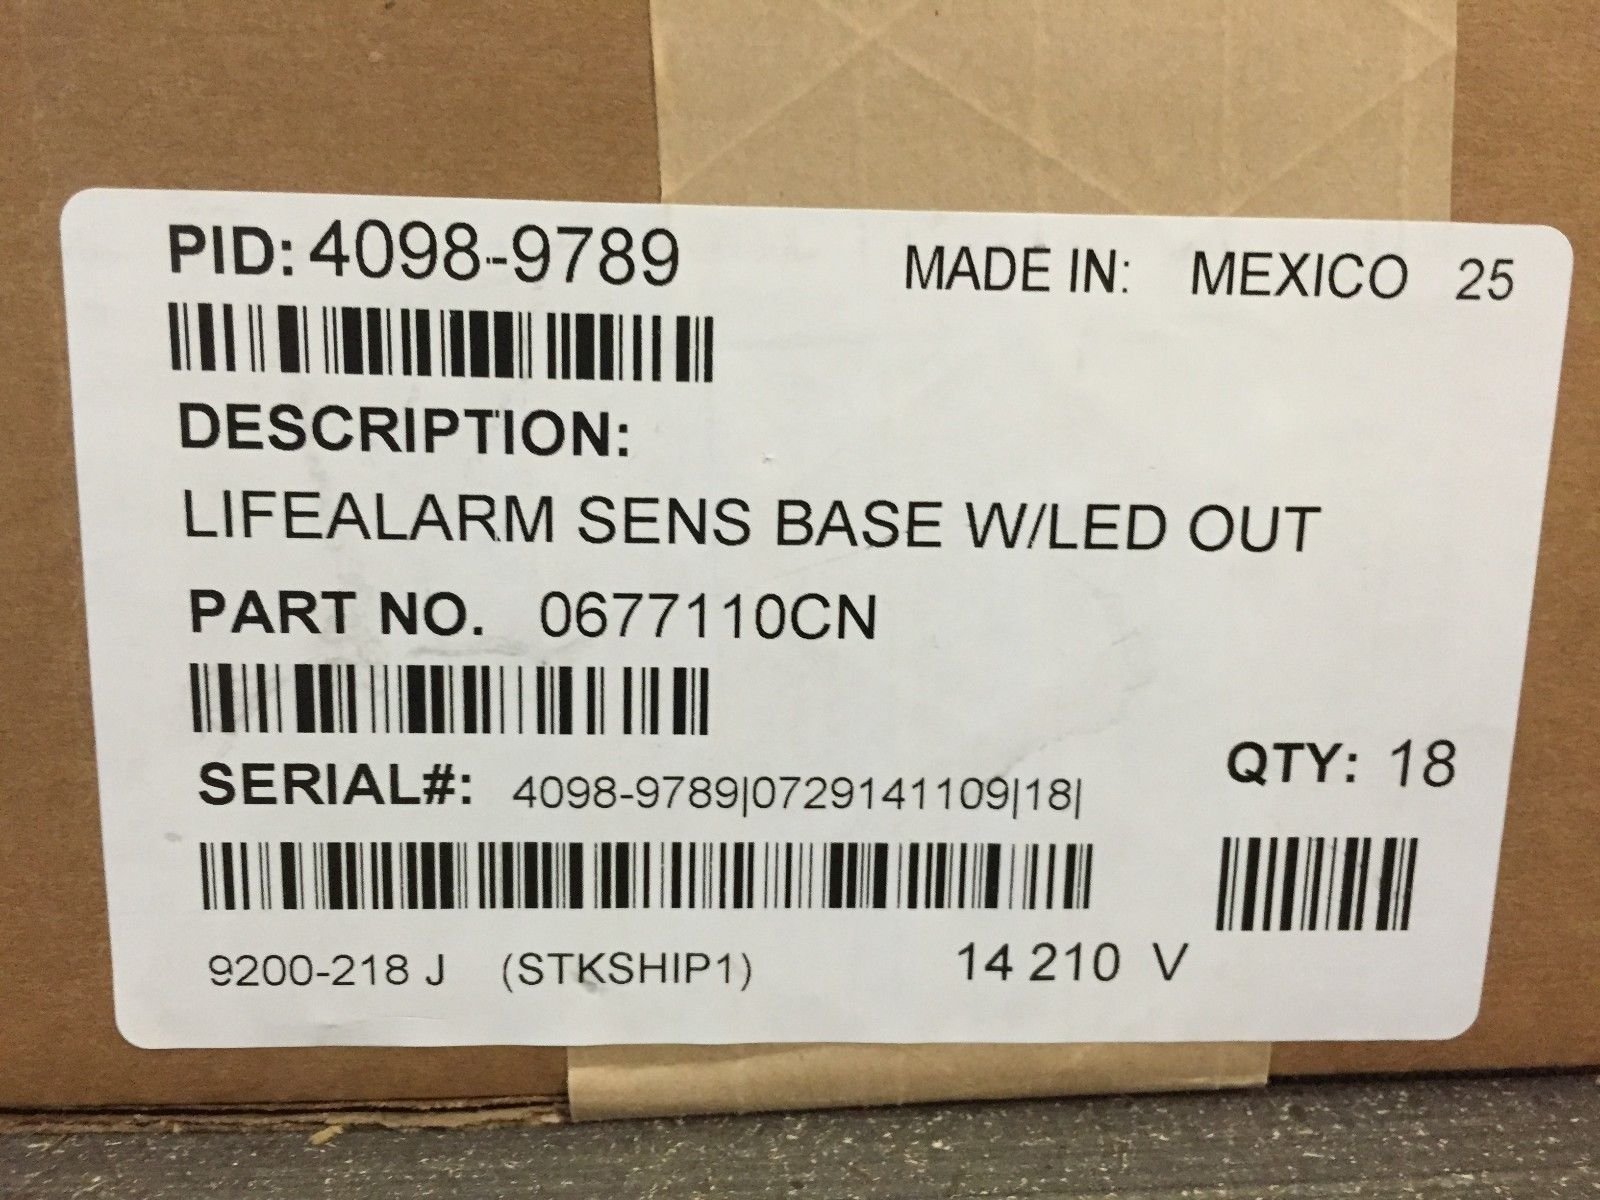 PID: 4098-9789 MADE IN: MEXICO 25
DESCRIPTION:
LIFEALARM SENS BASE W/LED OUT
PART NO. 0677110CN
SERIAL#: 4098-9789|0729141109|18| QTY: 18
9200-218 J (STKSHIP1) 14 210 V